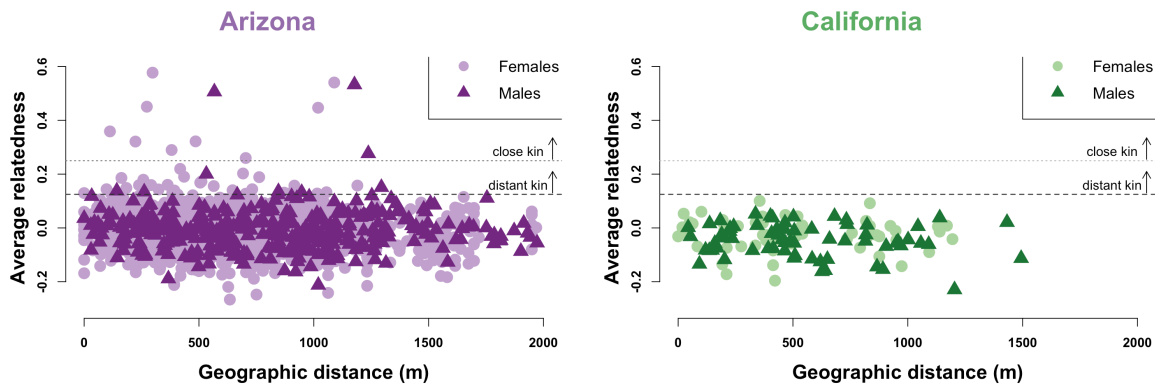 Arizona
Average relatedness
0.6
0.4
0.2
0.0
-0.2
Females
Males
close kin
distant kin
0 500 1000 1500 2000
Geographic distance (m)
California
Average relatedness
0.6
0.4
0.2
0.0
-0.2
Females
Males
close kin
distant kin
0 500 1000 1500 2000
Geographic distance (m)